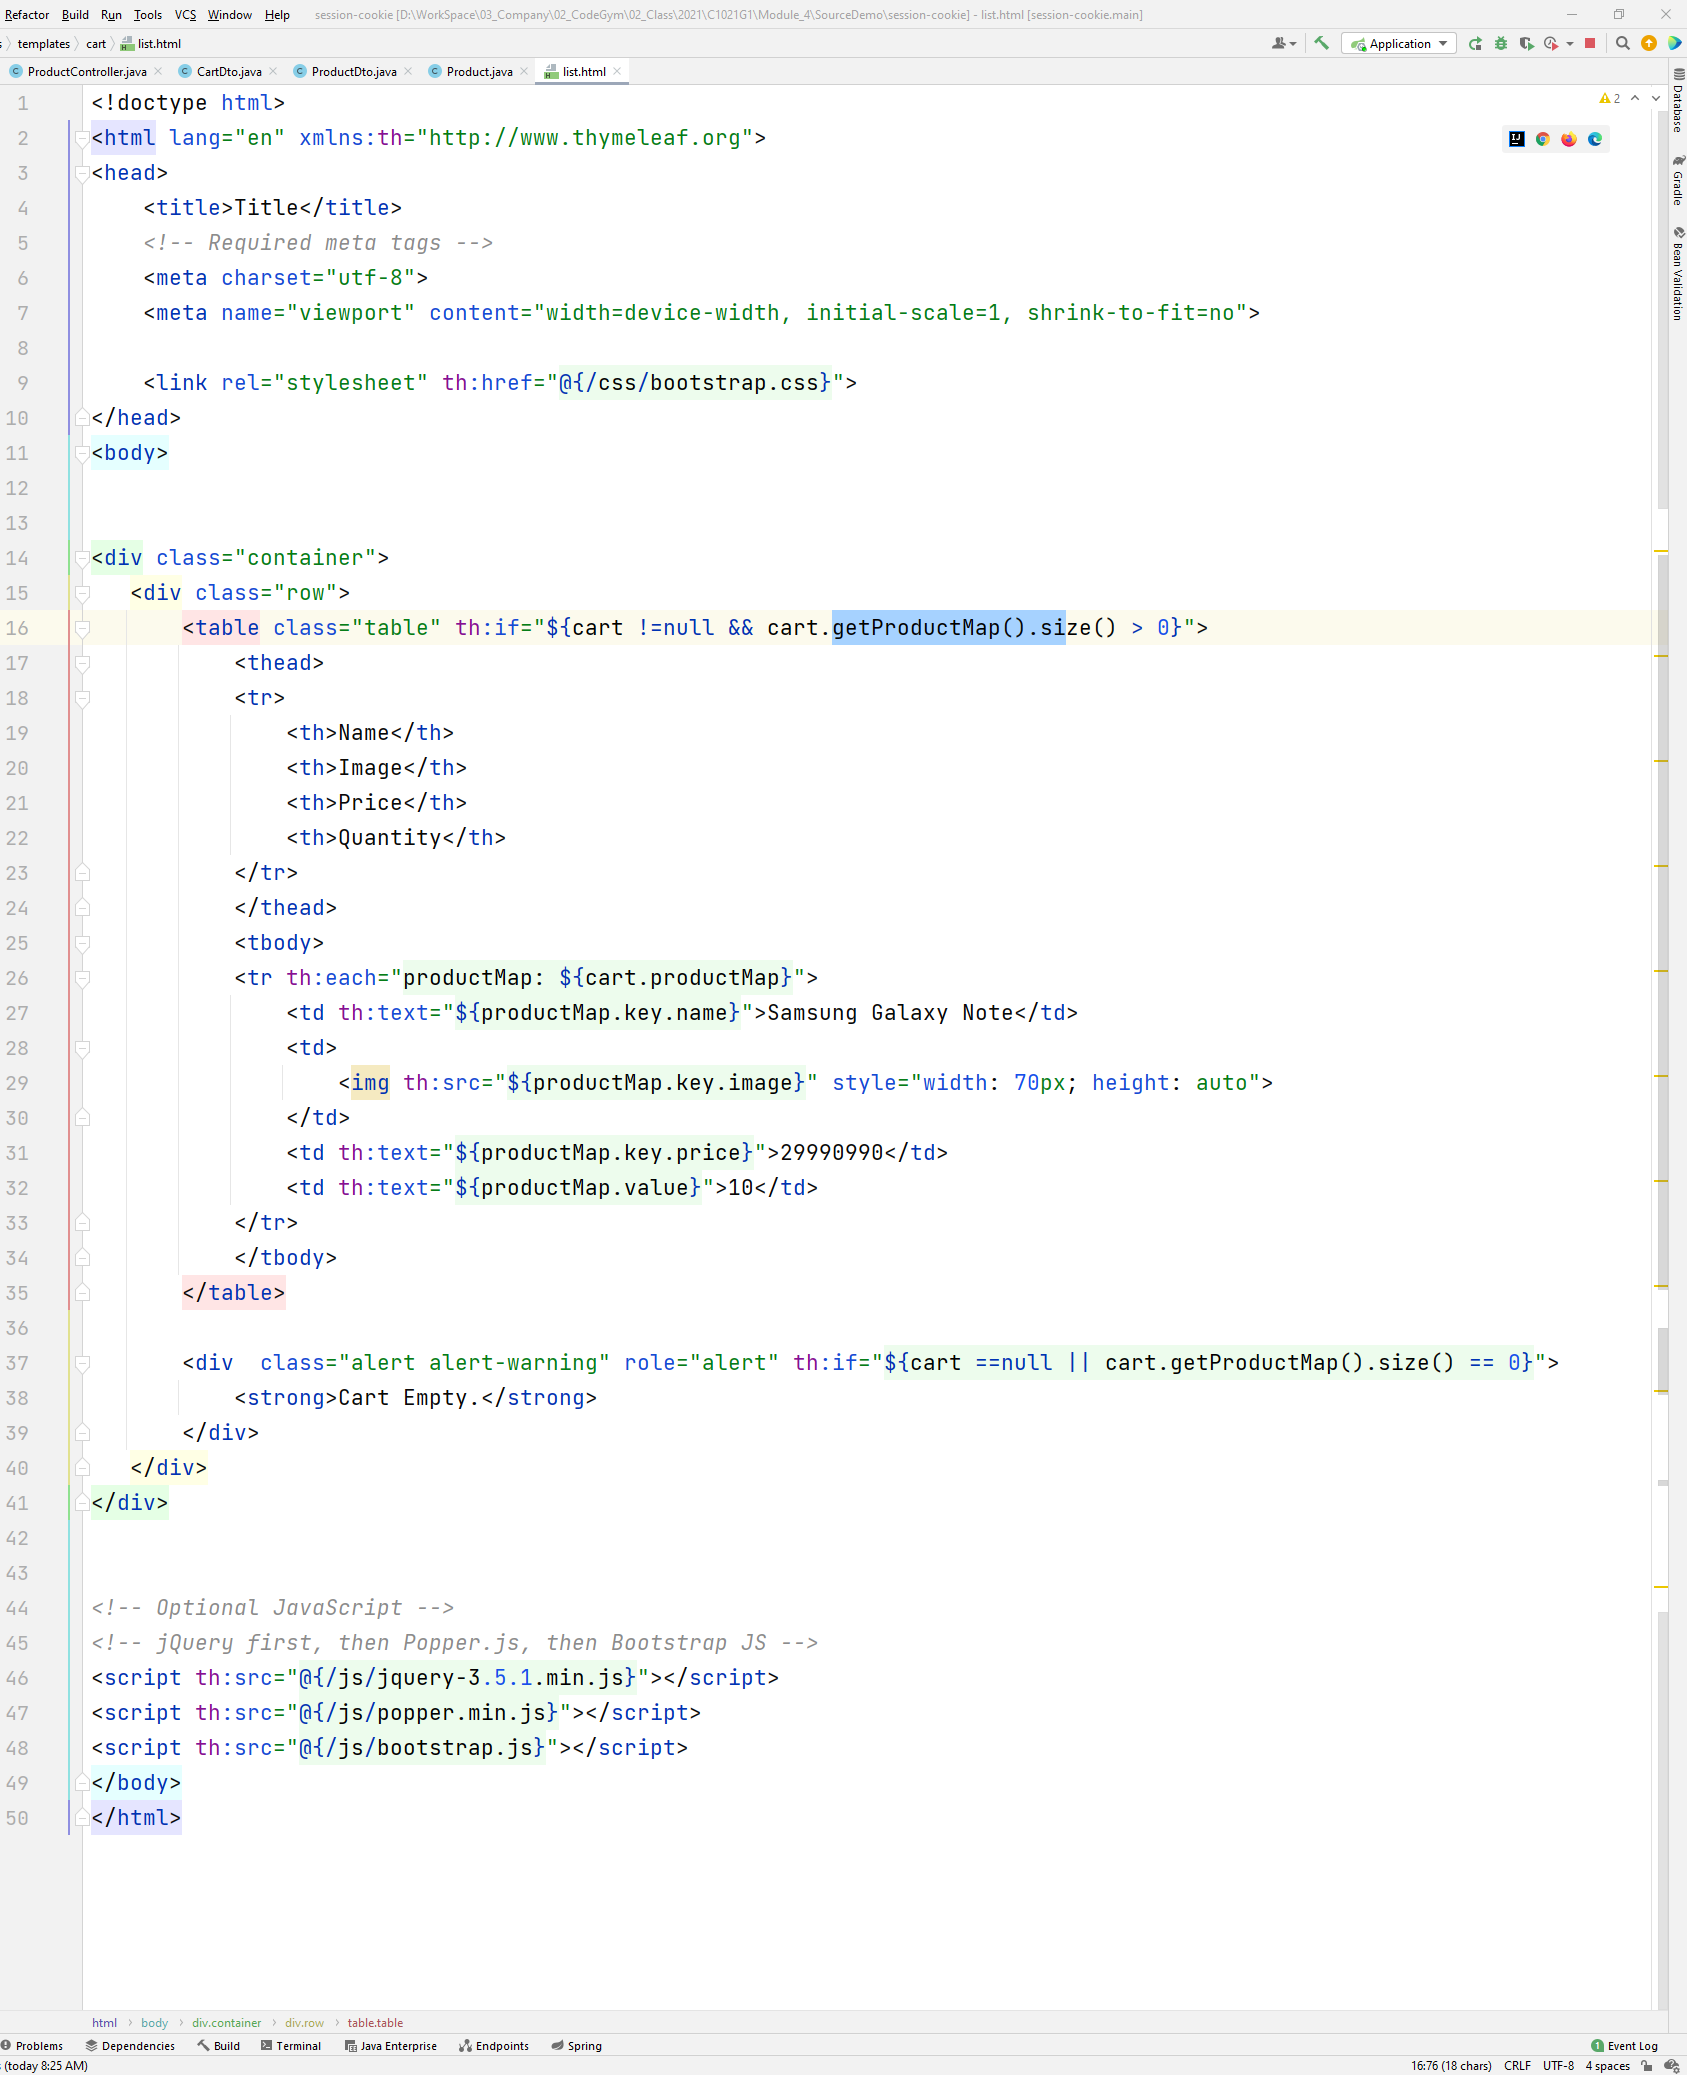 Refactor Build Run Tools VCS Window Help session-cookie [D:\WorkSpace\03_Company\02_CodeGym\02_Class\2021\C1021G1\Module_4\SourceDemo\session-cookie] - list.html [session-cookie.main]
s templates cart list.html Application
ProductController.java CartDto.java ProductDto.java Product.java list.html
1 <!doctype html>
2 <html lang="en" xmlns:th="http://www.thymeleaf.org">
3 <head>
4 <title>Title</title>
5 <!-- Required meta tags -->
6 <meta charset="utf-8">
7 <meta name="viewport" content="width=device-width, initial-scale=1, shrink-to-fit=no">
8
9 <link rel="stylesheet" th:href="@{/css/bootstrap.css}">
10 </head>
11 <body>
12
13
14 <div class="container">
15 <div class="row">
16 <table class="table" th:if="${cart !=null && cart.getProductMap().size() > 0}">
17 <thead>
18 <tr>
19 <th>Name</th>
20 <th>Image</th>
21 <th>Price</th>
22 <th>Quantity</th>
23 </tr>
24 </thead>
25 <tbody>
26 <tr th:each="productMap: ${cart.productMap}">
27 <td th:text="${productMap.key.name}">Samsung Galaxy Note</td>
28 <td>
29 <img th:src="${productMap.key.image}" style="width: 70px; height: auto">
30 </td>
31 <td th:text="${productMap.key.price}">29990990</td>
32 <td th:text="${productMap.value}">10</td>
33 </tr>
34 </tbody>
35 </table>
36
37 <div  class="alert alert-warning" role="alert" th:if="${cart ==null || cart.getProductMap().size() == 0}">
38 <strong>Cart Empty.</strong>
39 </div>
40 </div>
41 </div>
42
43
44 <!-- Optional JavaScript -->
45 <!-- jQuery first, then Popper.js, then Bootstrap JS -->
46 <script th:src="@{/js/jquery-3.5.1.min.js}"></script>
47 <script th:src="@{/js/popper.min.js}"></script>
48 <script th:src="@{/js/bootstrap.js}"></script>
49 </body>
50 </html>
2
Database
Gradle
Bean Validation
html body div.container div.row table.table
Problems Dependencies Build Terminal Java Enterprise Endpoints Spring 1 Event Log
s (today 8:25 AM) 16:76 (18 chars) CRLF UTF-8 4 spaces